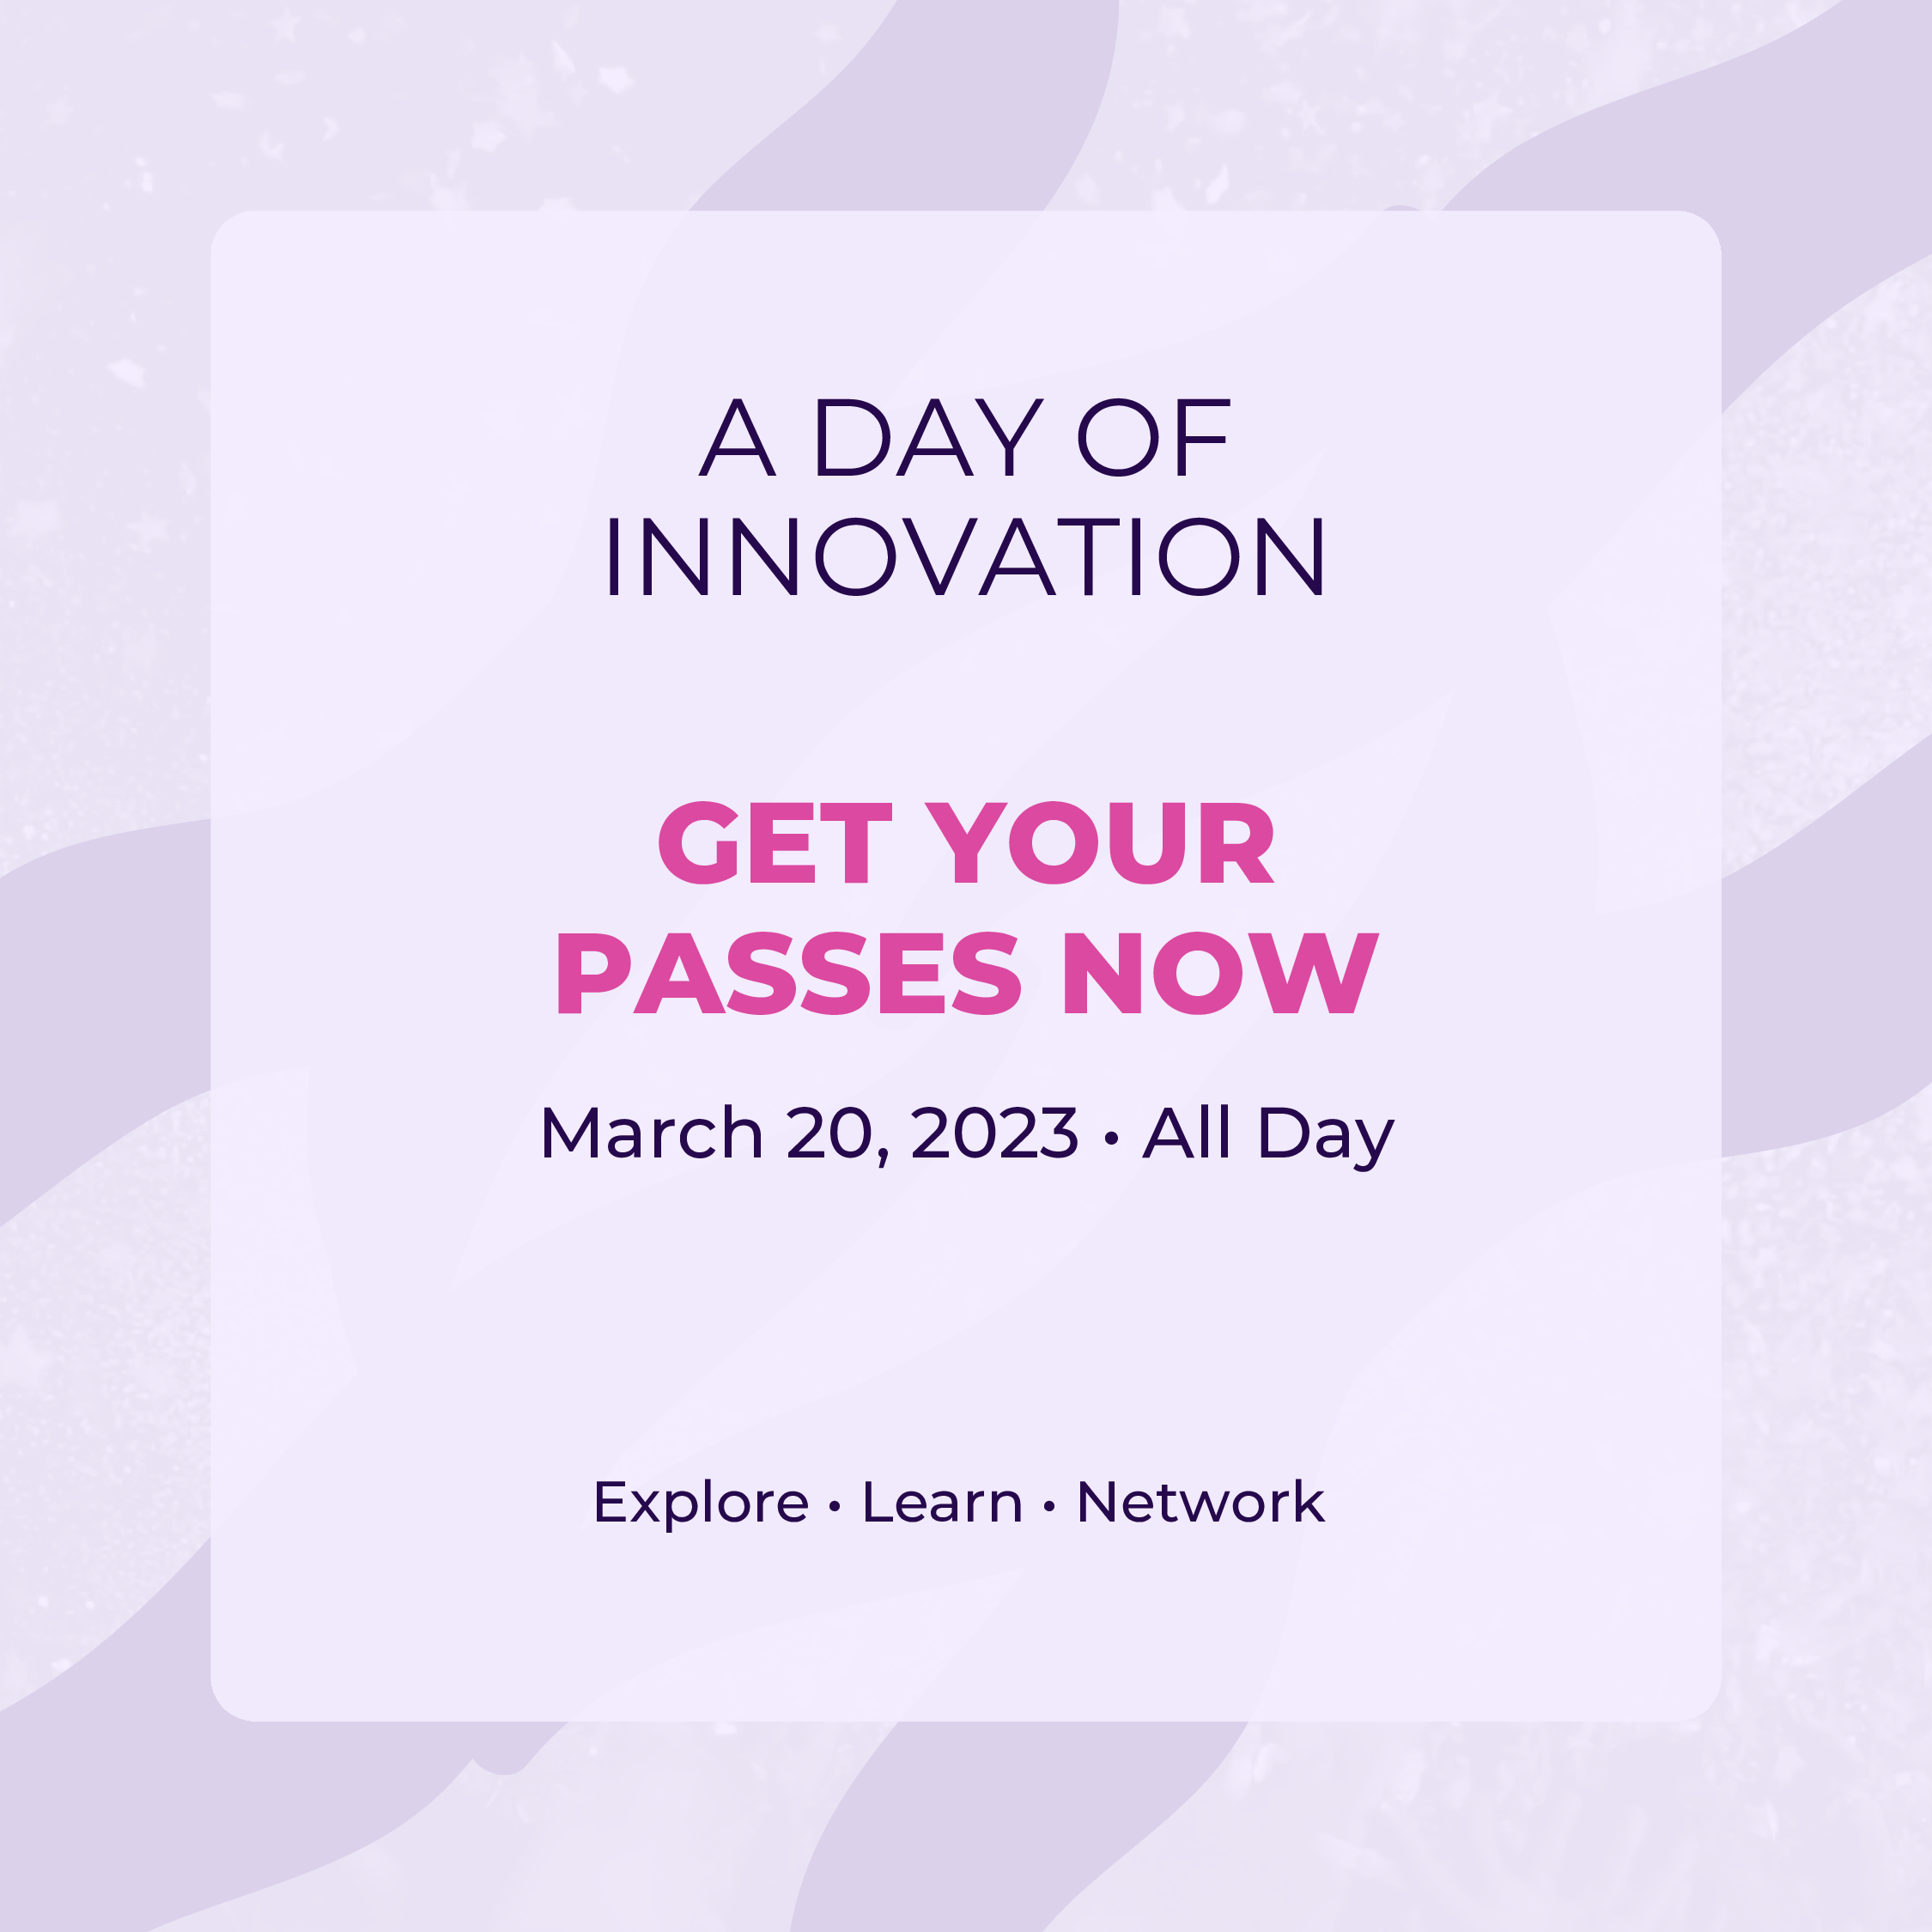 A DAY OF
INNOVATION
GET YOUR
PASSES NOW
March 20, 2023 • All Day
Explore • Learn • Network